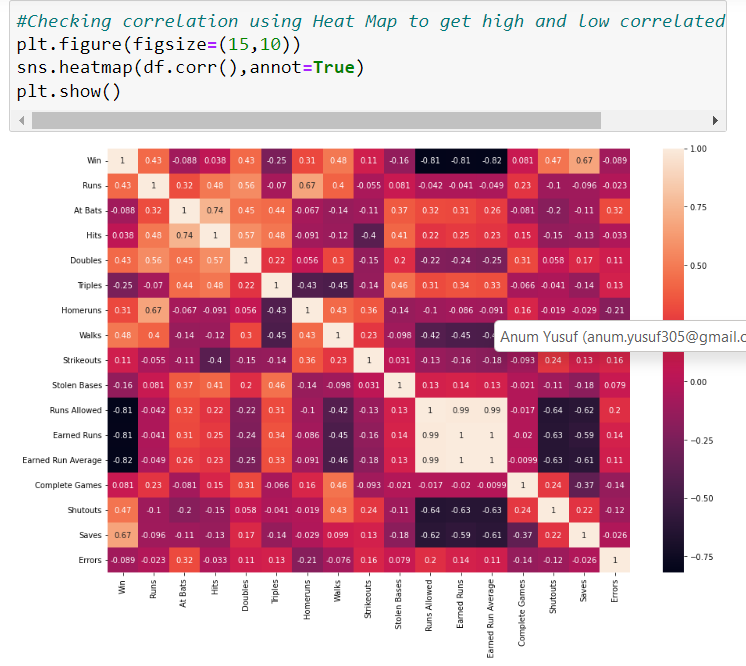 #Checking correlation using Heat Map to get high and low correlated
plt.figure(figsize=(15,10))
sns.heatmap(df.corr(),annot=True)
plt.show()
Win 1 0.43 -0.088 0.038 0.43 -0.25 0.31 0.48 0.11 -0.16 -0.81 -0.81 -0.82 0.081 0.47 0.67 -0.089
Runs 0.43 1 0.32 0.48 0.56 -0.07 0.67 0.4 -0.055 0.081 -0.042 -0.041 -0.049 0.23 -0.1 -0.096 -0.023
At Bats -0.088 0.32 1 0.74 0.45 0.44 -0.067 -0.14 -0.11 0.37 0.32 0.31 0.26 -0.081 -0.2 -0.11 0.32
Hits 0.038 0.48 0.74 1 0.57 0.48 -0.091 -0.12 -0.4 0.41 0.22 0.25 0.23 0.15 -0.15 -0.13 -0.033
Doubles 0.43 0.56 0.45 0.57 1 0.22 0.056 0.3 -0.15 0.2 -0.22 -0.24 -0.25 0.31 0.058 0.17 0.11
Triples -0.25 -0.07 0.44 0.48 0.22 1 -0.43 -0.45 -0.14 0.46 0.31 0.34 0.33 -0.066 -0.041 -0.14 0.13
Homeruns 0.31 0.67 -0.067 -0.091 0.056 -0.43 1 0.43 0.36 -0.14 -0.1 -0.086 -0.091 0.16 -0.019 -0.029 -0.21
Walks 0.48 0.4 -0.14 -0.12 0.3 -0.45 0.43 1 0.23 -0.098 -0.42 -0.45
Anum Yusuf (anum.yusuf305@gmail.c
Strikeouts 0.11 -0.055 -0.11 -0.4 -0.15 -0.14 0.36 0.23 1 0.031 -0.13 -0.16 -0.18 -0.093 0.24 0.13 0.16
Stolen Bases -0.16 0.081 0.37 0.41 0.2 0.46 -0.14 -0.098 0.031 1 0.13 0.14 0.13 -0.021 -0.11 -0.18 0.079
Runs Allowed -0.81 -0.042 0.32 0.22 -0.22 0.31 -0.1 -0.42 -0.13 0.13 1 0.99 0.99 -0.017 -0.64 -0.62 0.2
Earned Runs -0.81 -0.041 0.31 0.25 -0.24 0.34 -0.086 -0.45 -0.16 0.14 0.99 1 1 -0.02 -0.63 -0.59 0.14
Earned Run Average -0.82 -0.049 0.26 0.23 -0.25 0.33 -0.091 -0.46 -0.18 0.13 0.99 1 1 -0.0099 -0.63 -0.61 0.11
Complete Games 0.081 0.23 -0.081 0.15 0.31 -0.066 0.16 0.46 -0.093 -0.021 -0.017 -0.02 -0.0099 1 0.24 -0.37 -0.14
Shutouts 0.47 -0.1 -0.2 -0.15 0.058 -0.041 -0.019 0.43 0.24 -0.11 -0.64 -0.63 -0.63 0.24 1 0.22 -0.12
Saves 0.67 -0.096 -0.11 -0.13 0.17 -0.14 -0.029 0.099 0.13 -0.18 -0.62 -0.59 -0.61 -0.37 0.22 1 -0.026
Errors -0.089 -0.023 0.32 -0.033 0.11 0.13 -0.21 -0.076 0.16 0.079 0.2 0.14 0.11 -0.14 -0.12 -0.026 1
Win Runs At Bats Hits Doubles Triples Homeruns Walks Strikeouts Stolen Bases Runs Allowed Earned Runs Earned Run Average Complete Games Shutouts Saves Errors
1.00
0.75
0.50
0.00
-0.25
-0.50
-0.75